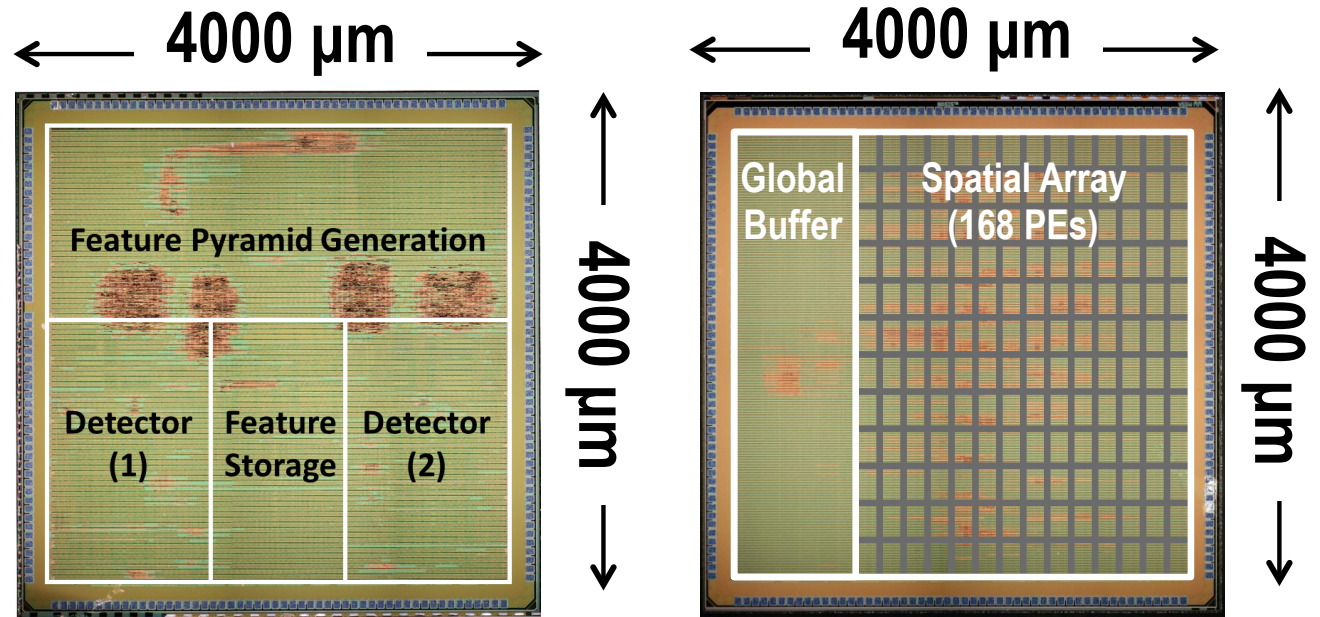 4000 µm
4000 µm
Feature Pyramid Generation
Detector
(1)
Feature
Storage
Detector
(2)
4000 µm
Global
Buffer
Spatial Array
(168 PEs)
4000 µm